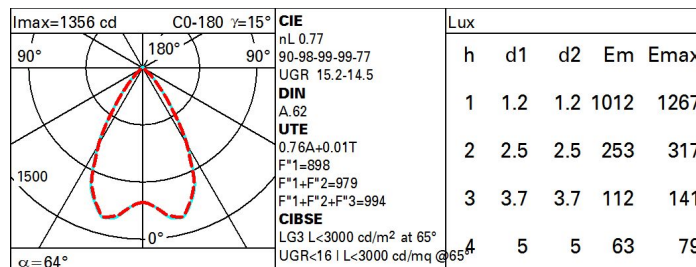 Imax=1356 cd C0-180 γ=15°
90° 180° 90°
1500
0°
α=64°
CIE
nL 0.77
90-98-99-99-77
UGR 15.2-14.5
DIN
A.62
UTE
0.76A+0.01T
F"1=898
F"1+F"2=979
F"1+F"2+F"3=994
CIBSE
LG3 L<3000 cd/m² at 65°
UGR<16 | L<3000 cd/mq @65°
Lux
h d1 d2 Em Emax
1 1.2 1.2 1012 1267
2 2.5 2.5 253 317
3 3.7 3.7 112 141
4 5 5 63 79